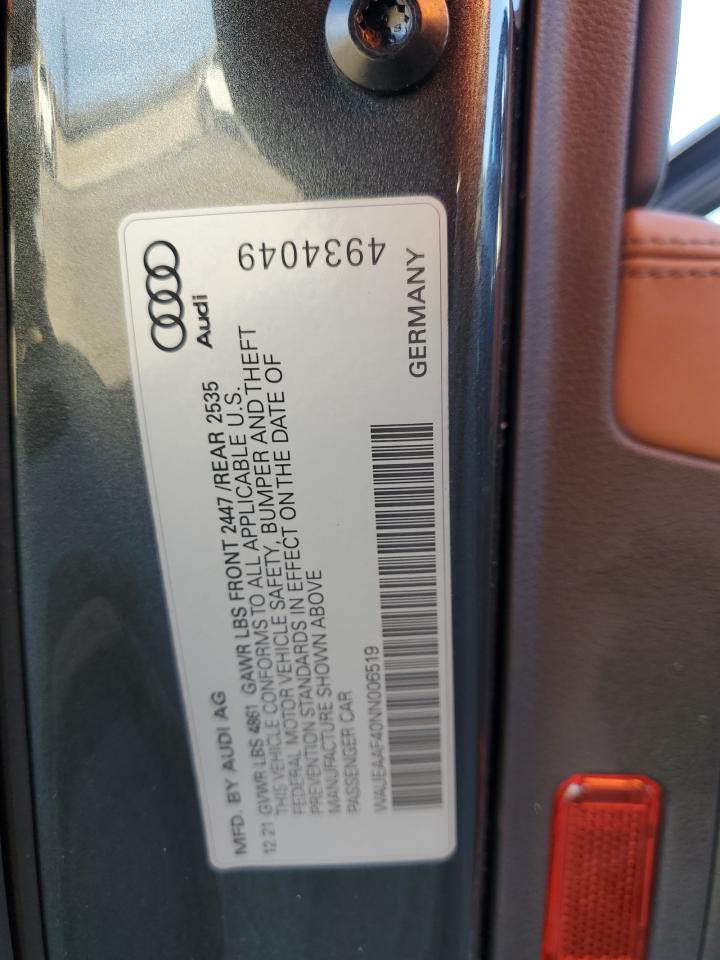 Audi
4934049
MFD. BY AUDI AG
12.21 GVWR LBS 4861 GAWR LBS FRONT 2447 /REAR 2535
THIS VEHICLE CONFORMS TO ALL APPLICABLE U.S.
FEDERAL MOTOR VEHICLE SAFETY, BUMPER AND THEFT
PREVENTION STANDARDS IN EFFECT ON THE DATE OF
MANUFACTURE SHOWN ABOVE
PASSENGER CAR
WAUEAAF40NN006519
GERMANY